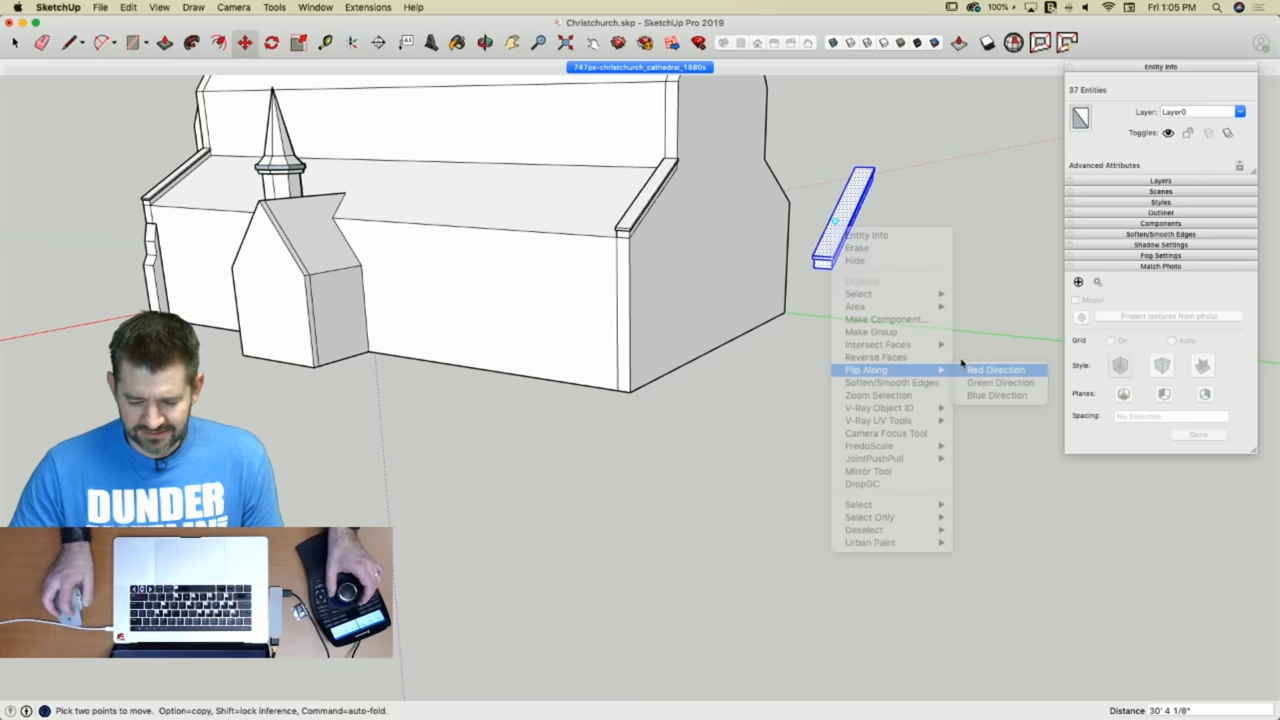 SketchUp File Edit View Draw Camera Tools Window Extensions Help
100% Fri 1:05 PM
Christchurch.skp - SketchUp Pro 2019
747px-christchurch_cathedral_1880s
Entity Info
37 Entities
Layer: Layer0
Toggles:
Advanced Attributes
Layers
Scenes
Styles
Outliner
Components
Soften/Smooth Edges
Shadow Settings
Fog Settings
Match Photo
Model
Project textures from photo
Grid On Auto
Style:
Planes:
Spacing: No Selection
Done
Entity Info
Erase
Hide
Explode
Select
Area
Make Component...
Make Group
Intersect Faces
Reverse Faces
Flip Along
Soften/Smooth Edges
Zoom Selection
V-Ray Object ID
V-Ray UV Tools
Camera Focus Tool
FredoScale
JointPushPull
Mirror Tool
DropGC
Select
Select Only
Deselect
Urban Paint
Red Direction
Green Direction
Blue Direction
DUNDER
Pick two points to move. Option=copy, Shift=lock inference, Command=auto-fold.
Distance 30' 4 1/8"